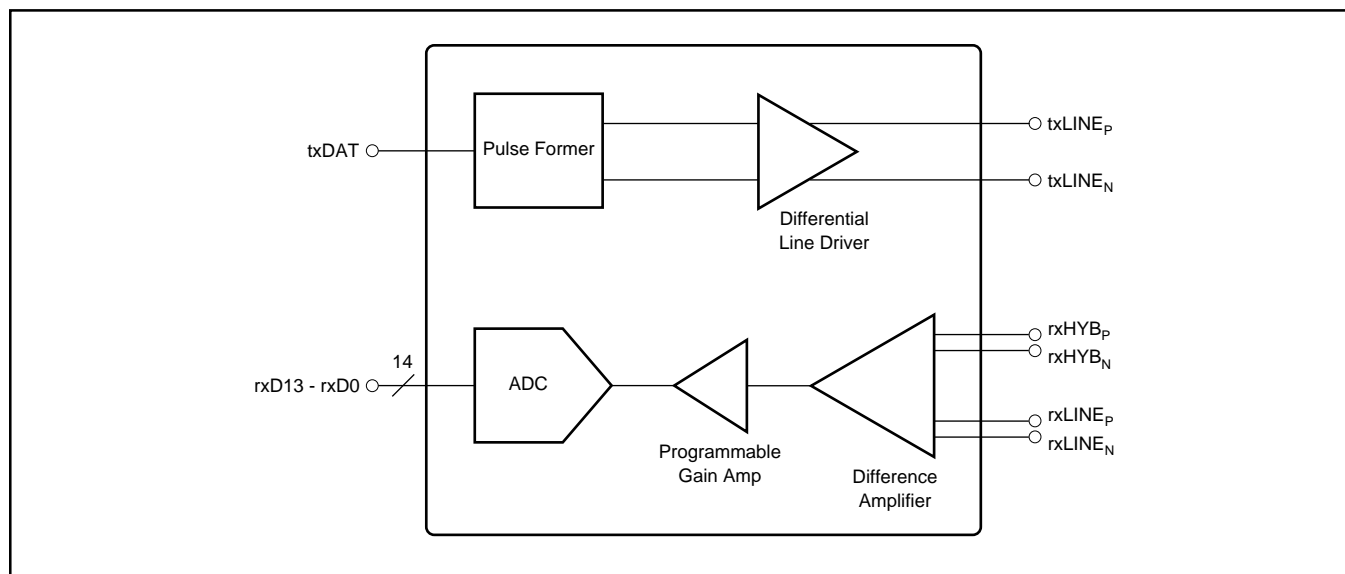 txDAT
Pulse Former
txLINEP
txLINEN
Differential
Line Driver
rxD13 - rxD0
14
ADC
Programmable
Gain Amp
Difference
Amplifier
rxHYBP
rxHYBN
rxLINEP
rxLINEN